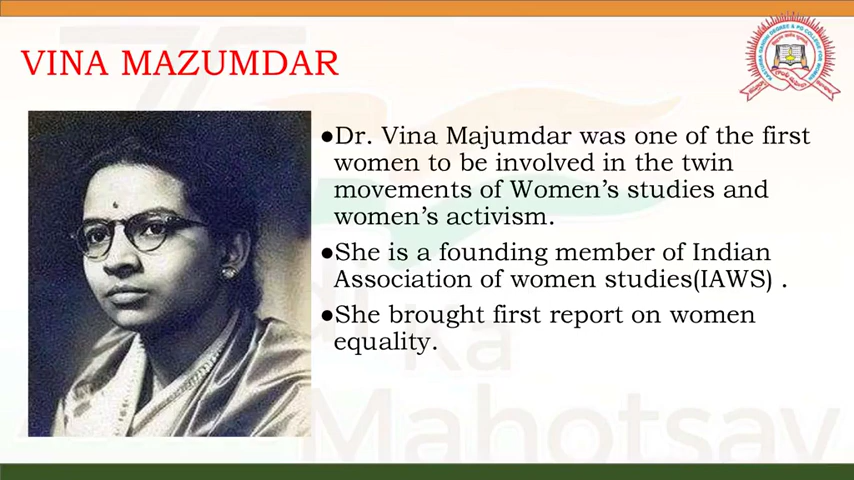 VINA MAZUMDAR
●Dr. Vina Majumdar was one of the first
women to be involved in the twin
movements of Women’s studies and
women’s activism.
●She is a founding member of Indian
Association of women studies(IAWS) .
●She brought first report on women
equality.
Ka
Mahotsav